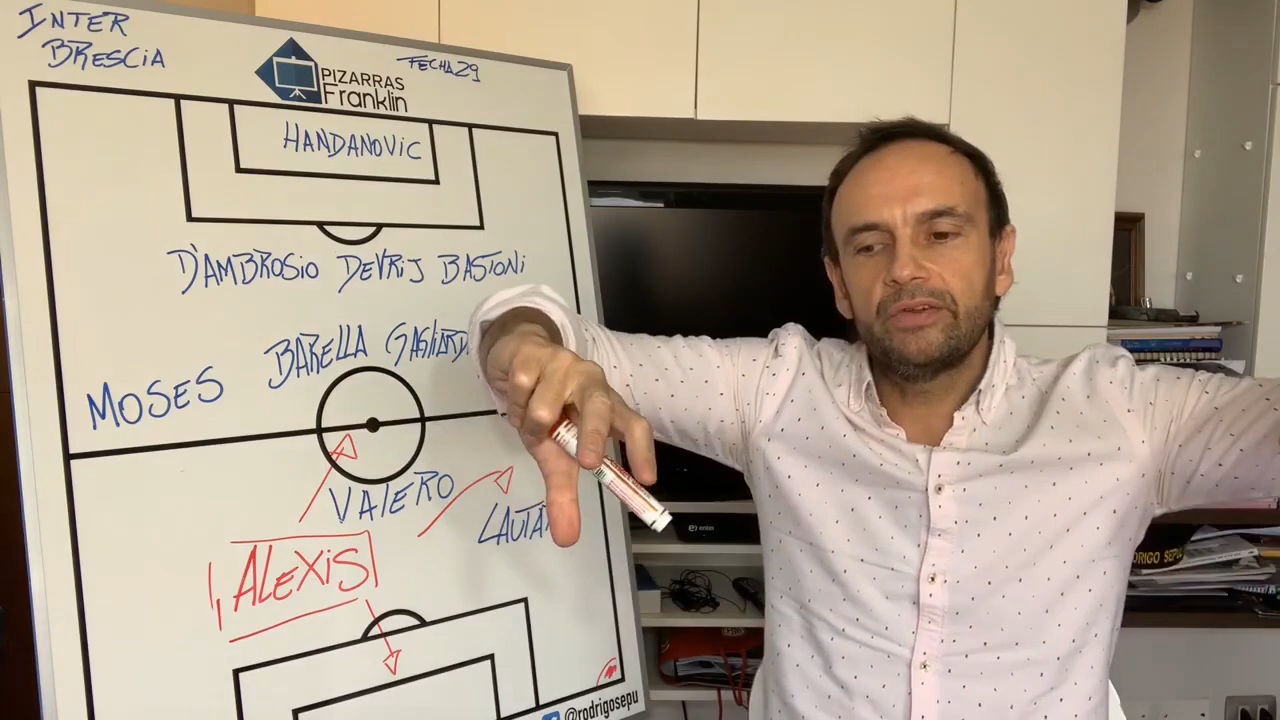 INTER
BRESCIA
FECHA 29
PIZARRAS
Franklin
HANDANOVIC
D'AMBROSIO DEVRIJ BASTONI
BARELLA
MOSES
VALERO
ALEXIS
@rodrigosepu